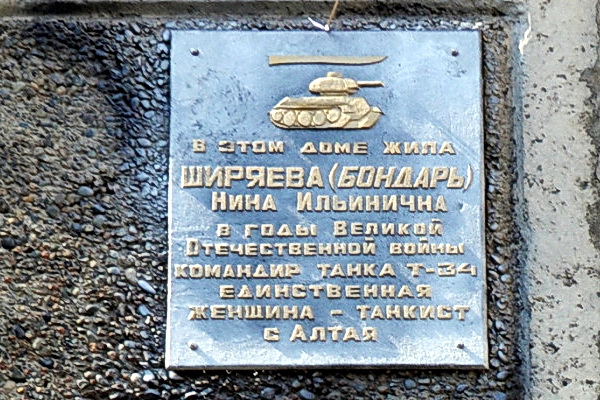 В ЭТОМ ДОМЕ ЖИЛА
ШИРЯЕВА (БОНДАРЬ)
НИНА ИЛЬИНИЧНА
В ГОДЫ ВЕЛИКОЙ
ОТЕЧЕСТВЕННОЙ ВОЙНЫ
КОМАНДИР ТАНКА Т-34
ЕДИНСТВЕННАЯ
ЖЕНЩИНА - ТАНКИСТ
С АЛТАЯ